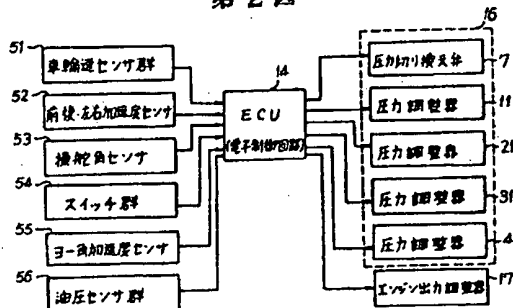 第2図
51
車輪速センサ群
52
前後・左右加速度センサ
53
操舵角センサ
54
スイッチ群
55
ヨー角加速度センサ
56
油圧センサ群
14
ECU
(電子制御回路)
16
圧力切り換え弁
7
圧力調整器
11
圧力調整器
21
圧力調整器
31
圧力調整器
4
エンジン出力調整器
17